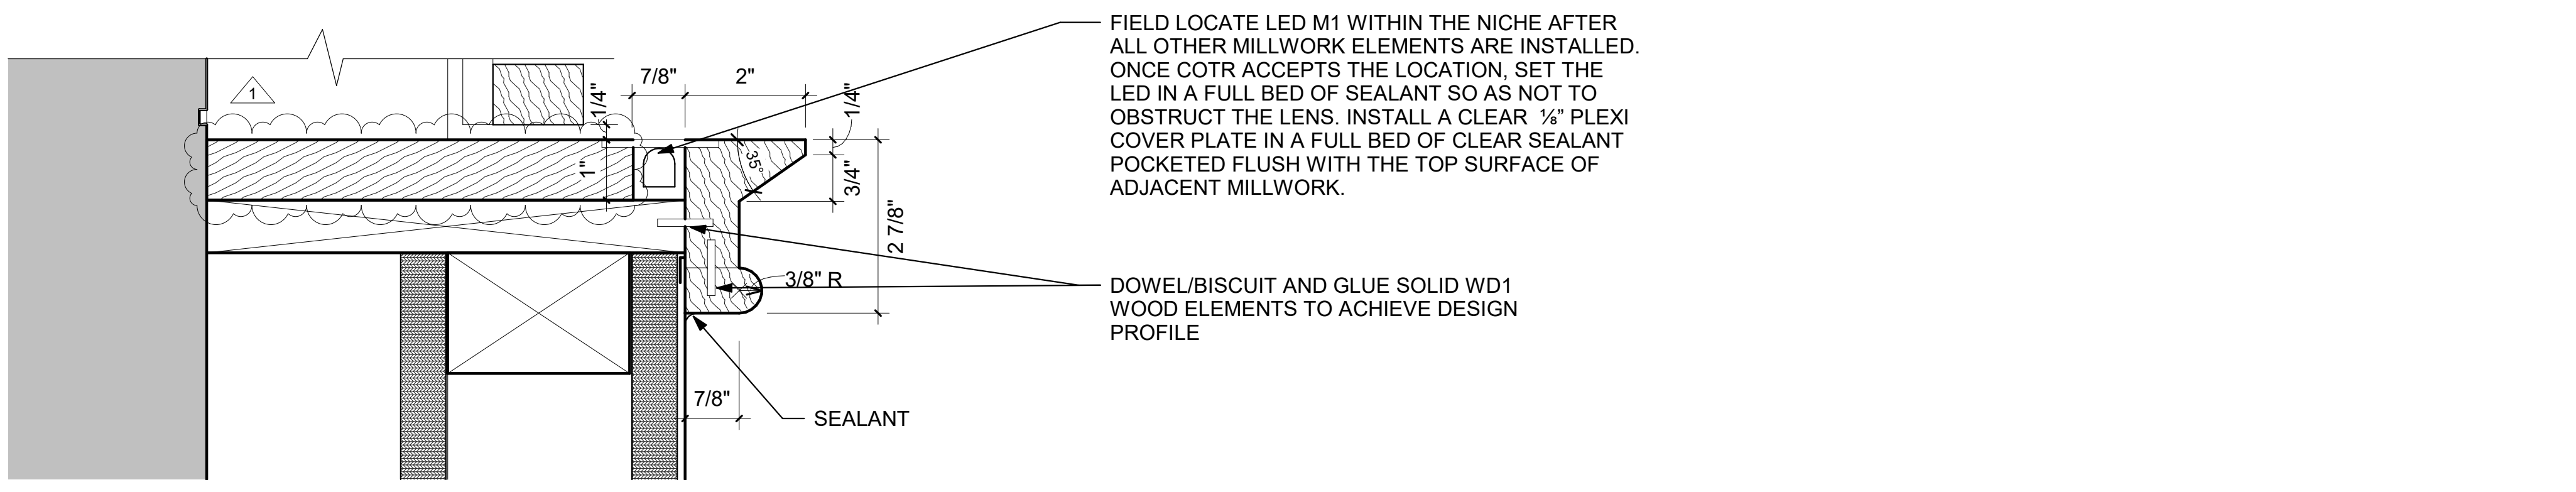 FIELD LOCATE LED M1 WITHIN THE NICHE AFTER
ALL OTHER MILLWORK ELEMENTS ARE INSTALLED.
ONCE COTR ACCEPTS THE LOCATION, SET THE
LED IN A FULL BED OF SEALANT SO AS NOT TO
OBSTRUCT THE LENS. INSTALL A CLEAR ⅛” PLEXI
COVER PLATE IN A FULL BED OF CLEAR SEALANT
POCKETED FLUSH WITH THE TOP SURFACE OF
ADJACENT MILLWORK.
1
7/8"
2"
1/4"
1/4"
1"
35°
3/4"
2 7/8"
3/8" R
DOWEL/BISCUIT AND GLUE SOLID WD1
WOOD ELEMENTS TO ACHIEVE DESIGN
PROFILE
7/8"
SEALANT